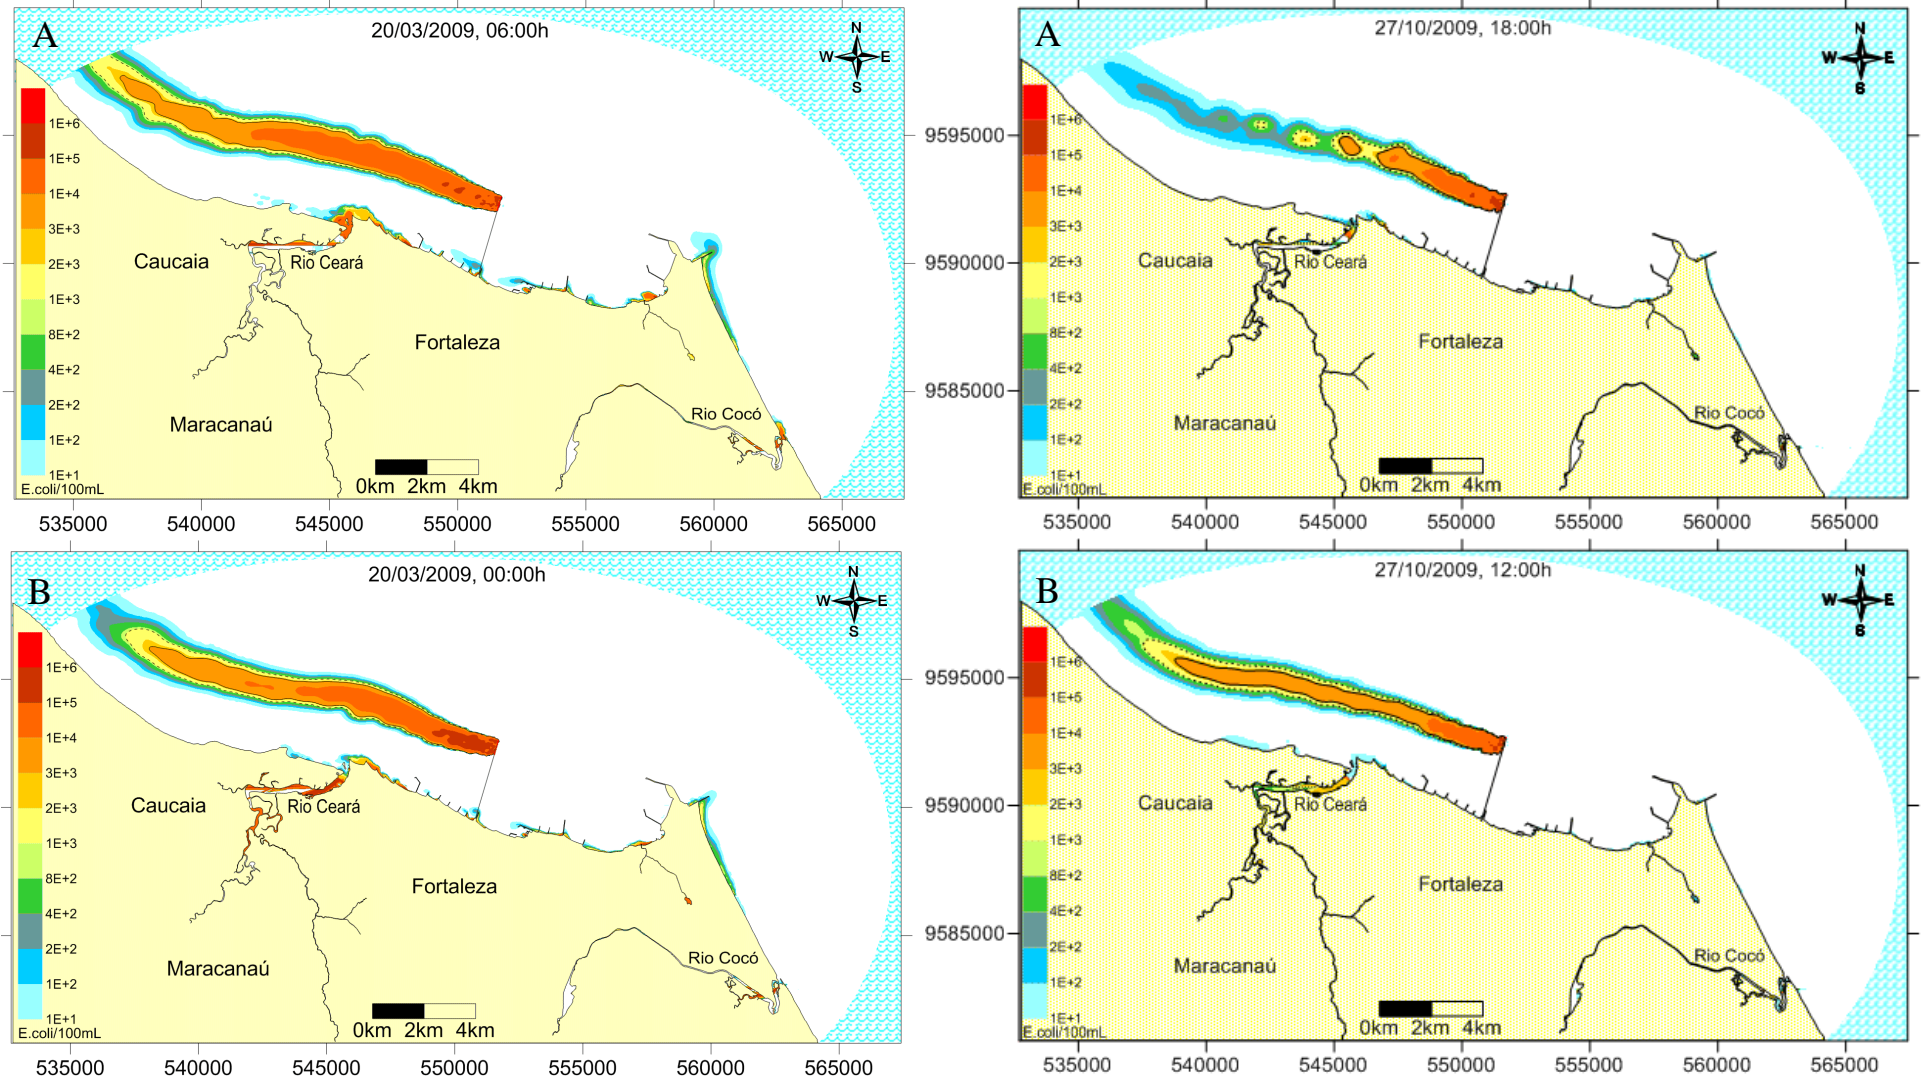 A
20/03/2009, 06:00h
N
W E
S
1E+6
1E+5
1E+4
3E+3
2E+3
1E+3
8E+2
4E+2
2E+2
1E+2
1E+1
E.coli/100mL
Caucaia
Rio Ceará
Fortaleza
Maracanaú
Rio Cocó
0km 2km 4km
535000 540000 545000 550000 555000 560000 565000
A
27/10/2009, 18:00h
N
W E
S
9595000
9590000
9585000
1E+6
1E+5
1E+4
3E+3
2E+3
1E+3
8E+2
4E+2
2E+2
1E+2
1E+1
E.coli/100mL
Caucaia
Rio Ceará
Fortaleza
Maracanaú
Rio Cocó
0km 2km 4km
535000 540000 545000 550000 555000 560000 565000
B
20/03/2009, 00:00h
N
W E
S
1E+6
1E+5
1E+4
3E+3
2E+3
1E+3
8E+2
4E+2
2E+2
1E+2
1E+1
E.coli/100mL
Caucaia
Rio Ceará
Fortaleza
Maracanaú
Rio Cocó
0km 2km 4km
535000 540000 545000 550000 555000 560000 565000
B
27/10/2009, 12:00h
N
W E
S
9595000
9590000
9585000
1E+6
1E+5
1E+4
3E+3
2E+3
1E+3
8E+2
4E+2
2E+2
1E+2
1E+1
E.coli/100mL
Caucaia
Rio Ceará
Fortaleza
Maracanaú
Rio Cocó
0km 2km 4km
535000 540000 545000 550000 555000 560000 565000